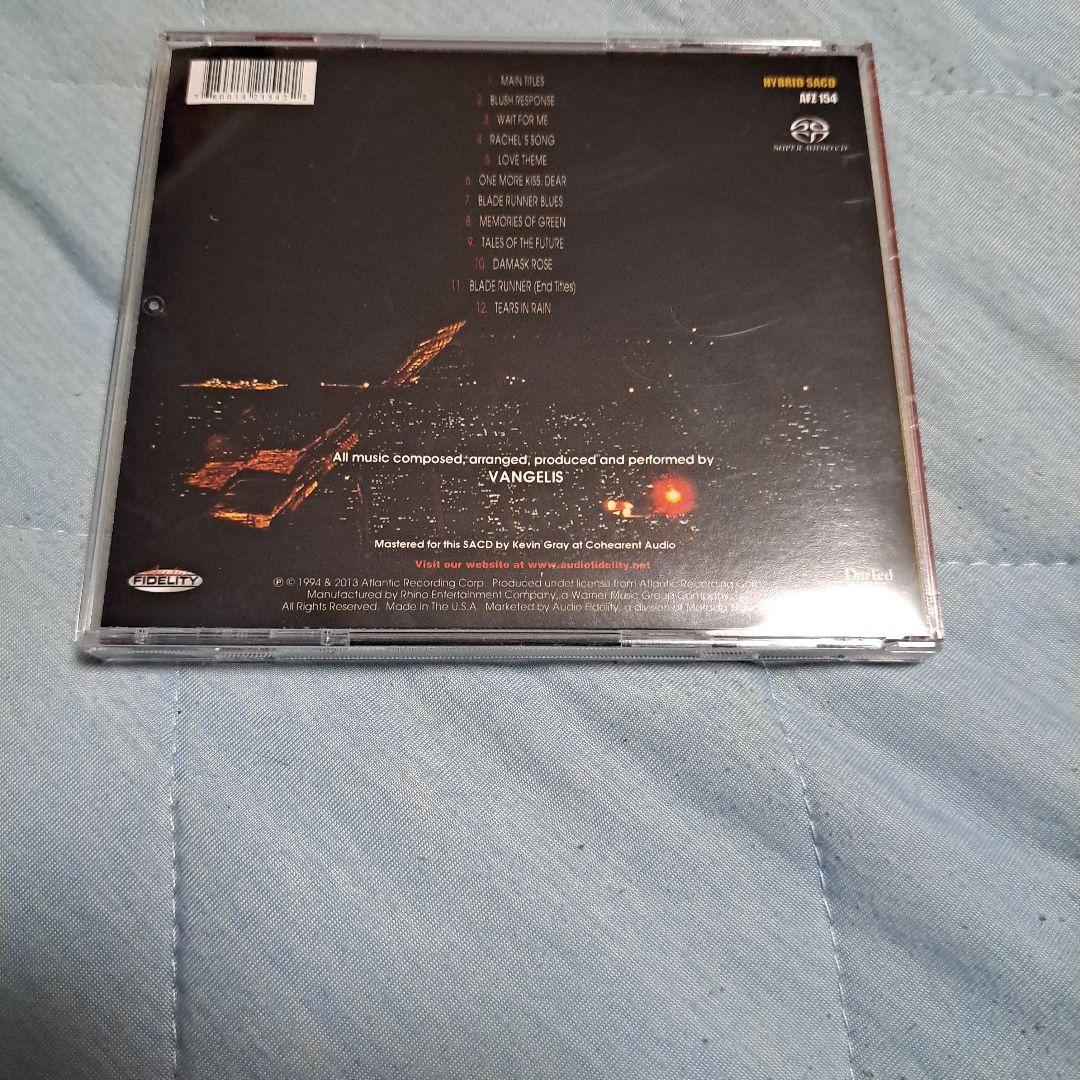 1. MAIN TITLES
2. BLUSH RESPONSE
3. WAIT FOR ME
4. RACHEL'S SONG
5. LOVE THEME
6. ONE MORE KISS, DEAR
7. BLADE RUNNER BLUES
8. MEMORIES OF GREEN
9. TALES OF THE FUTURE
10. DAMASK ROSE
11. BLADE RUNNER (End Titles)
12. TEARS IN RAIN
HYBRID SACD
AFZ 154
SUPER AUDIO CD
All music composed, arranged, produced and performed by
VANGELIS
Mastered for this SACD by Kevin Gray at Cohearent Audio
Visit our website at www.audiofidelity.net
FIDELITY
℗ © 1994 & 2013 Atlantic Recording Corp. Produced under license from Atlantic Recording Corp.
Manufactured by Rhino Entertainment Company, a Warner Music Group Company.
All Rights Reserved. Made In The U.S.A. Marketed by Audio Fidelity, a division of